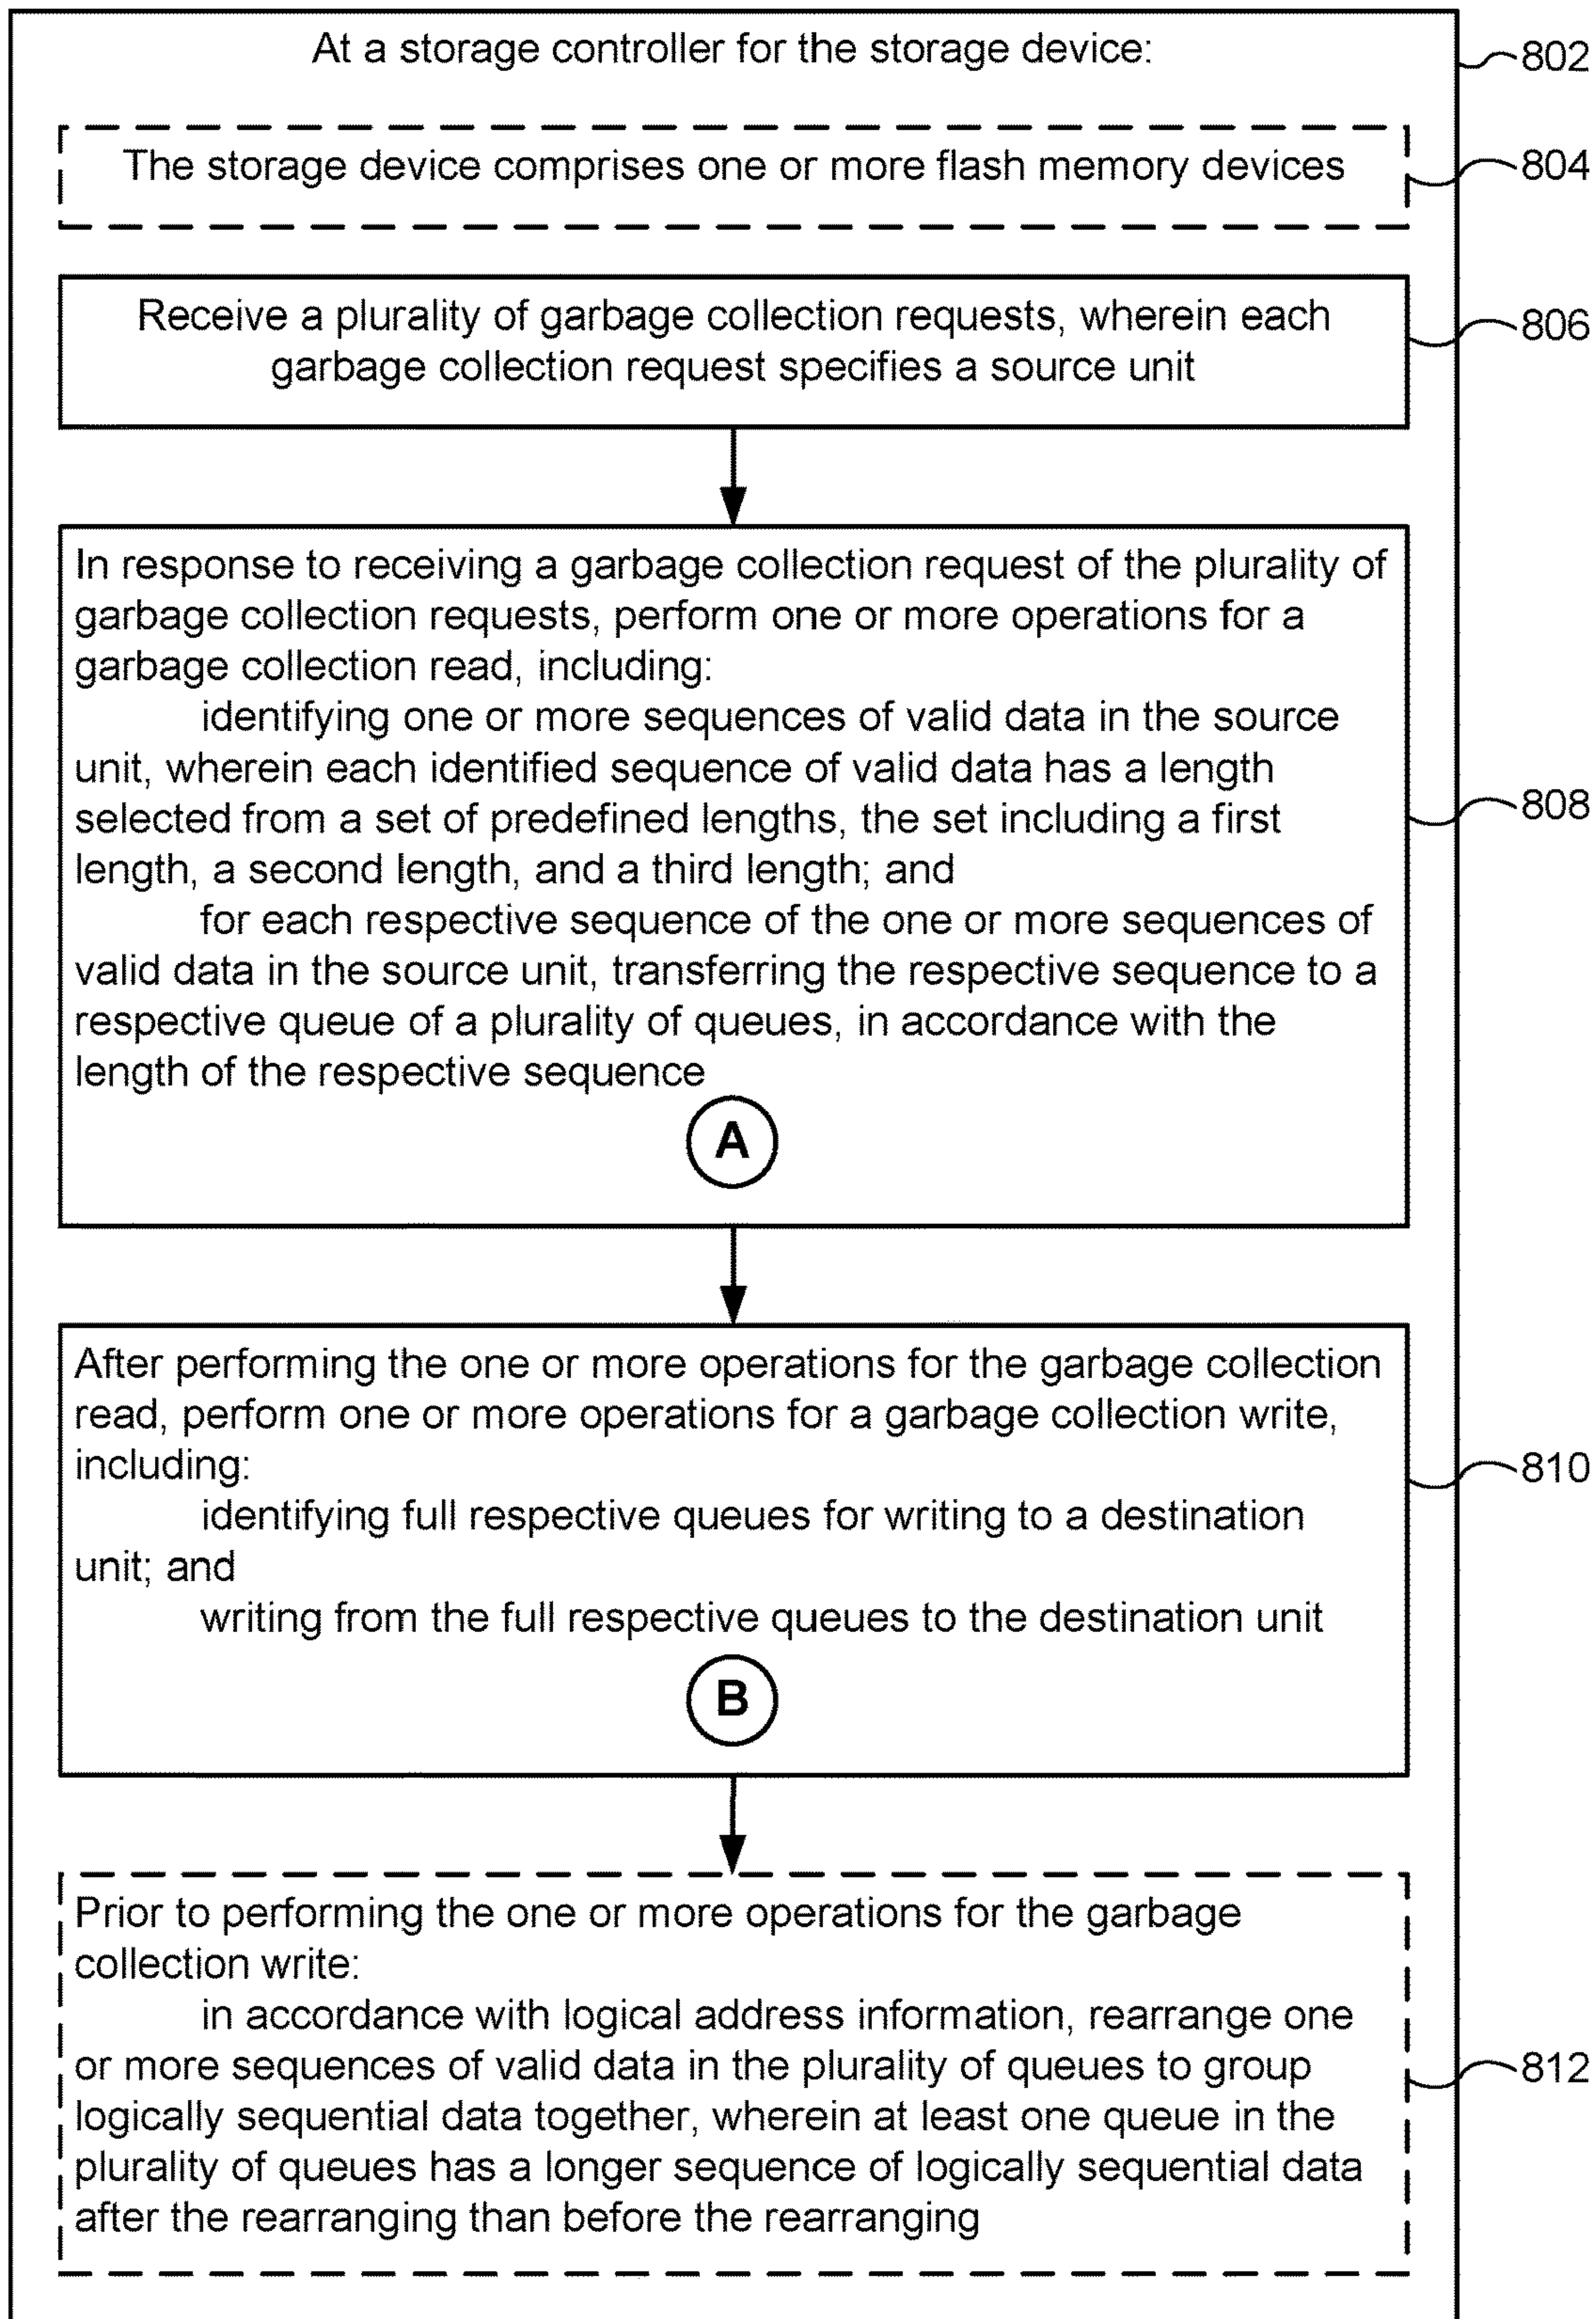 At a storage controller for the storage device:
802
The storage device comprises one or more flash memory devices
804
Receive a plurality of garbage collection requests, wherein each
garbage collection request specifies a source unit
806
In response to receiving a garbage collection request of the plurality of
garbage collection requests, perform one or more operations for a
garbage collection read, including:
identifying one or more sequences of valid data in the source
unit, wherein each identified sequence of valid data has a length
selected from a set of predefined lengths, the set including a first
length, a second length, and a third length; and
for each respective sequence of the one or more sequences of
valid data in the source unit, transferring the respective sequence to a
respective queue of a plurality of queues, in accordance with the
length of the respective sequence
A
808
After performing the one or more operations for the garbage collection
read, perform one or more operations for a garbage collection write,
including:
identifying full respective queues for writing to a destination
unit; and
writing from the full respective queues to the destination unit
B
810
Prior to performing the one or more operations for the garbage
collection write:
in accordance with logical address information, rearrange one
or more sequences of valid data in the plurality of queues to group
logically sequential data together, wherein at least one queue in the
plurality of queues has a longer sequence of logically sequential data
after the rearranging than before the rearranging
812